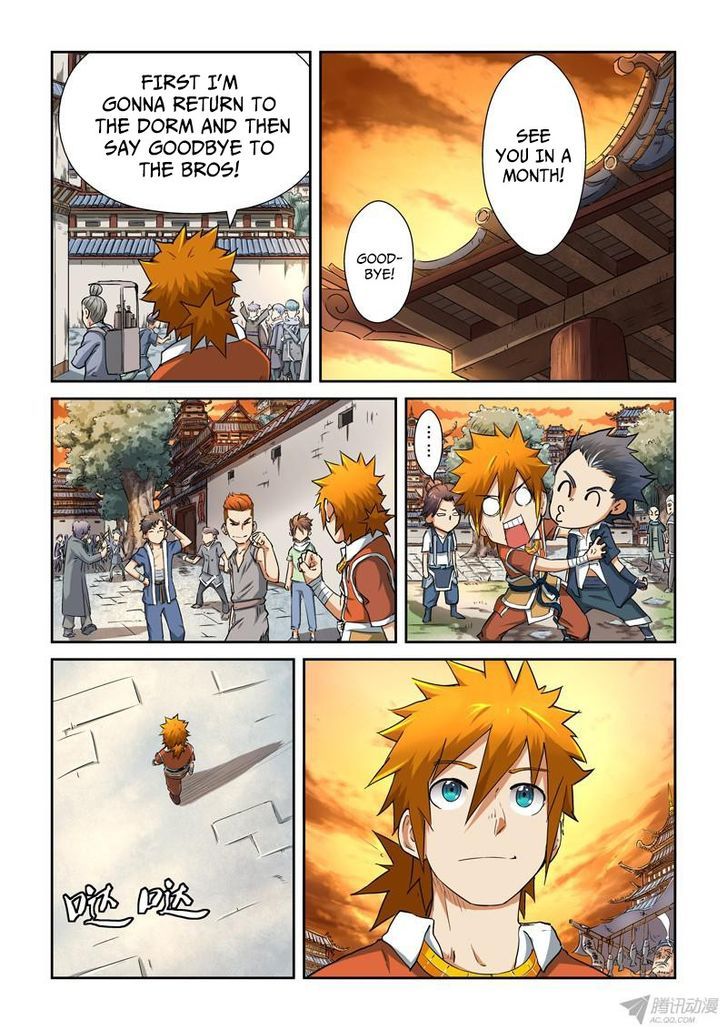 FIRST I'M
GONNA RETURN TO
THE DORM AND THEN
SAY GOODBYE TO
THE BROS!
SEE
YOU IN A
MONTH!
GOOD-
BYE!
......
哒 哒
腾讯动漫
AC.QQ.COM